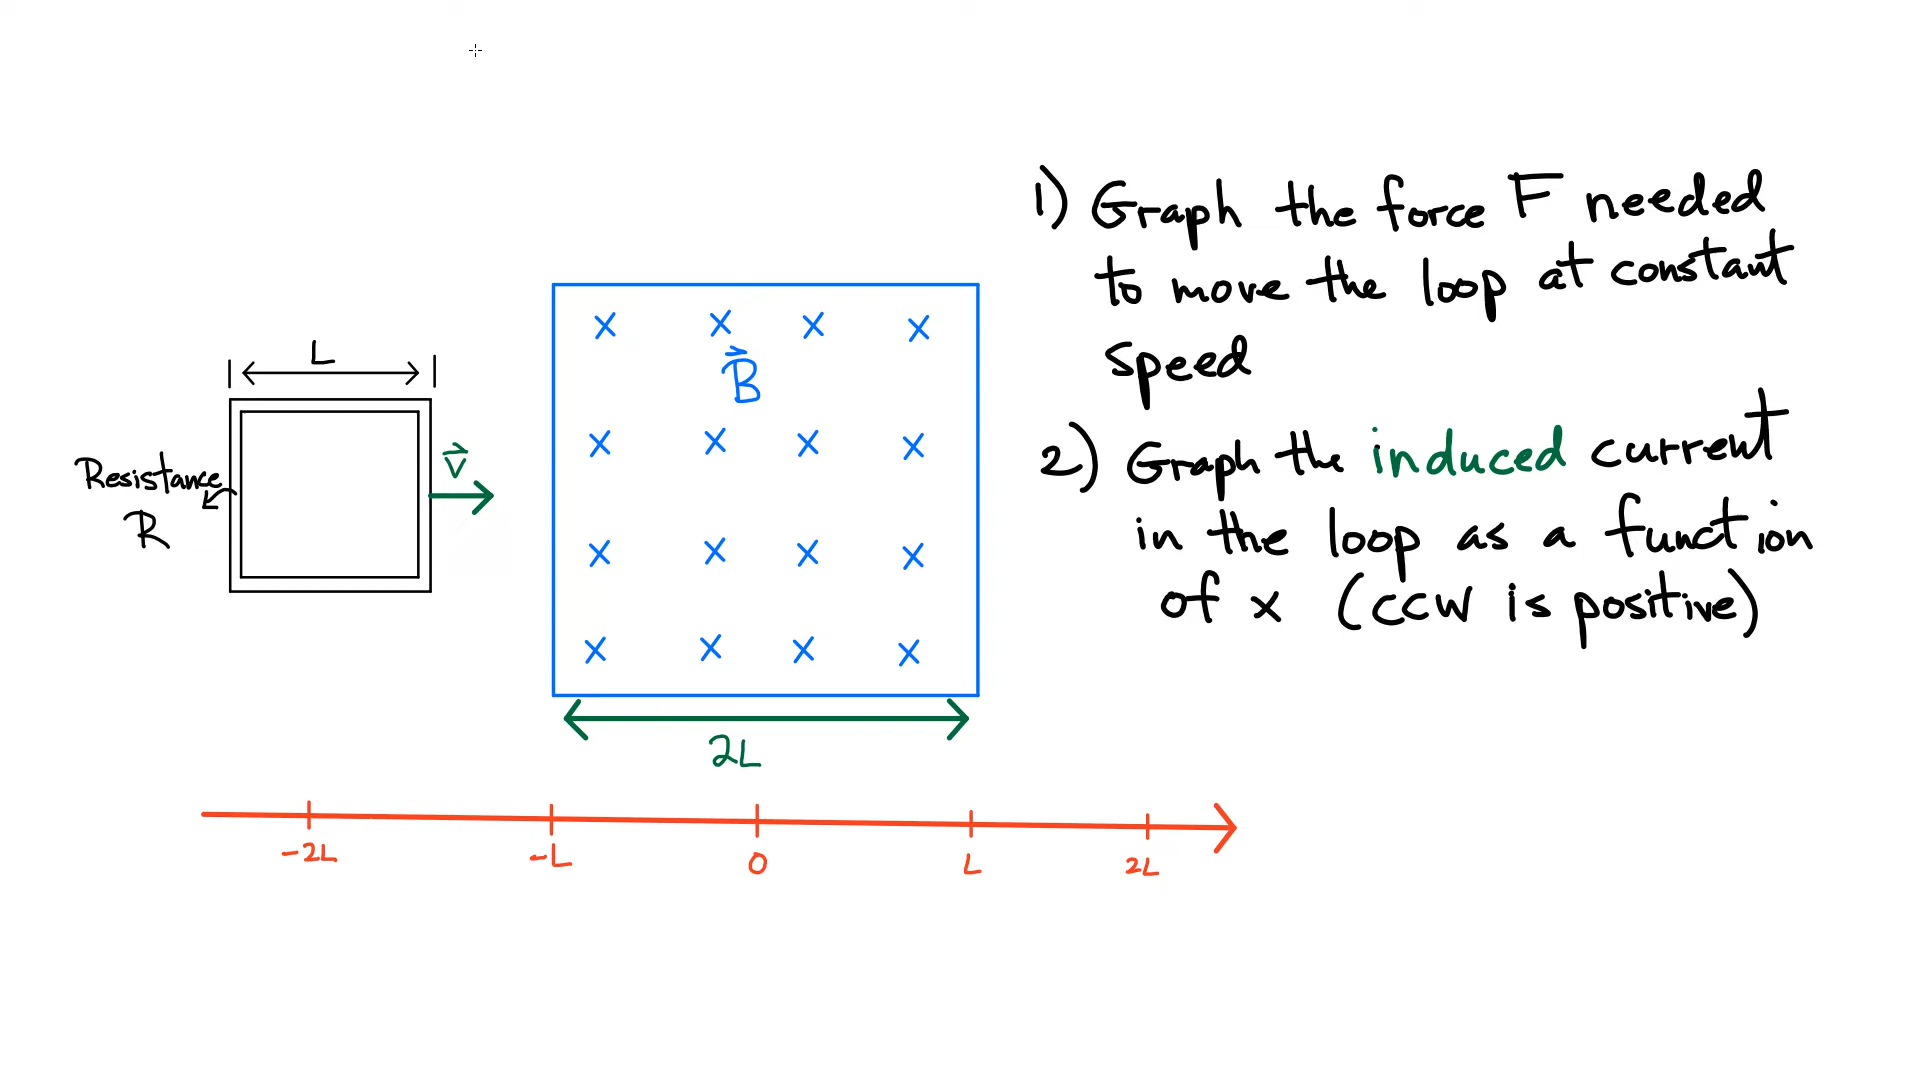 1) Graph the force F needed
to move the loop at constant
speed
2) Graph the induced current
in the loop as a function
of x (ccw is positive)
L
Resistance
R
v⃗
x x x x
B⃗
x x x x
x x x x
x x x x
2L
-2L -L 0 L 2L